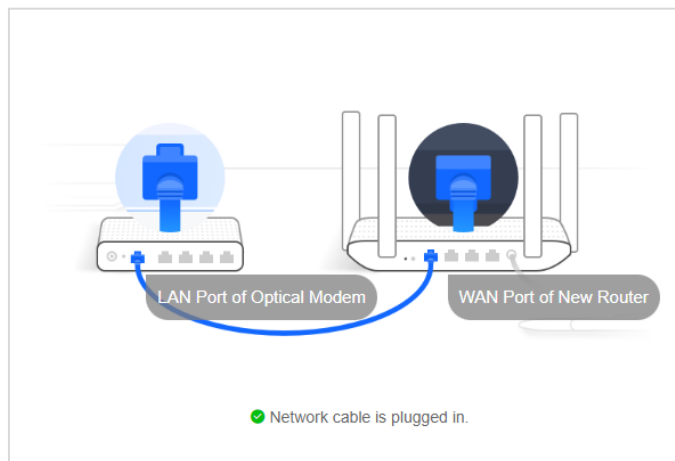 LAN Port of Optical Modem
WAN Port of New Router
Network cable is plugged in.